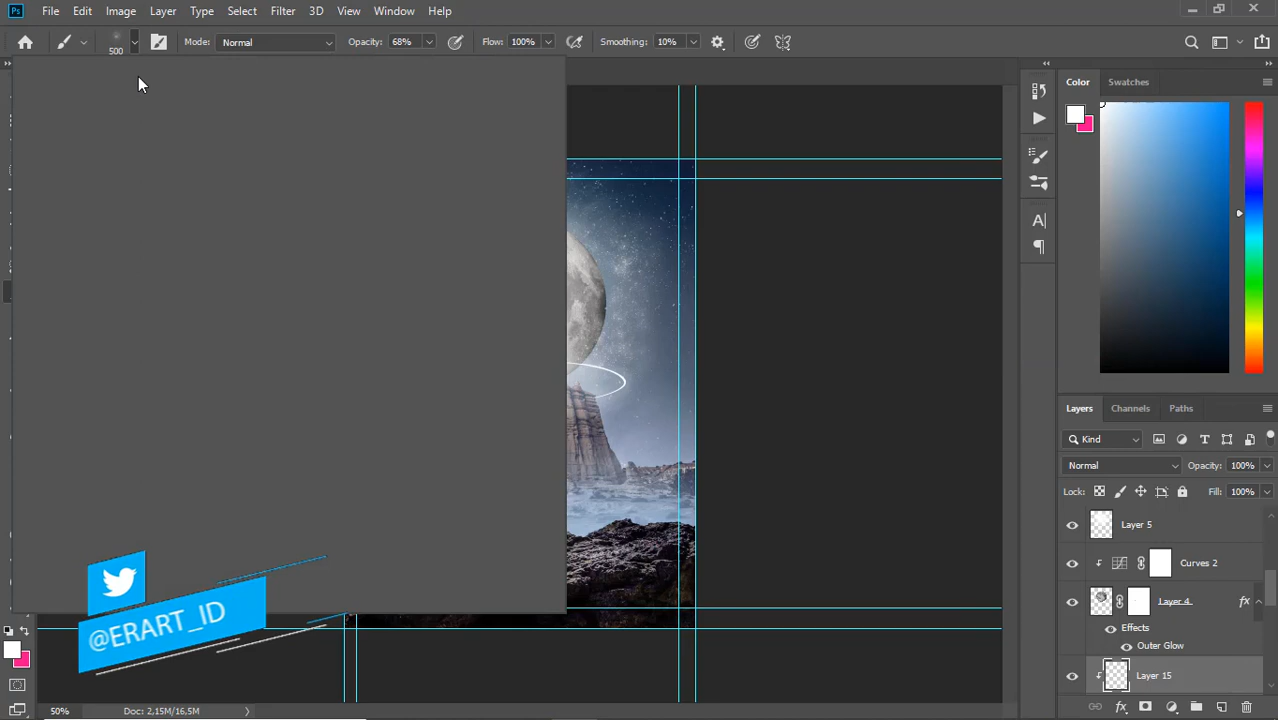 Ps File Edit Image Layer Type Select Filter 3D View Window Help
500 Mode: Normal Opacity: 68% Flow: 100% Smoothing: 10%
Color Swatches
Layers Channels Paths
Kind
Normal Opacity: 100%
Lock: Fill: 100%
Layer 5
Curves 2
Layer 4 fx
Effects
Outer Glow
Layer 15
@ERART_ID
50% Doc: 2,15M/16,5M